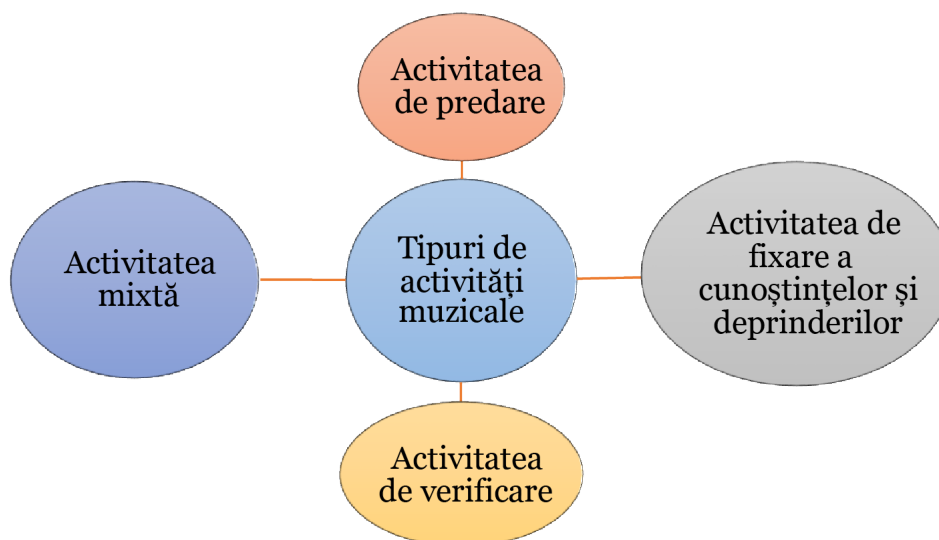 Activitatea
de predare
Activitatea
mixtă
Tipuri de
activități
muzicale
Activitatea de
fixare a
cunoștințelor și
deprinderilor
Activitatea
de verificare